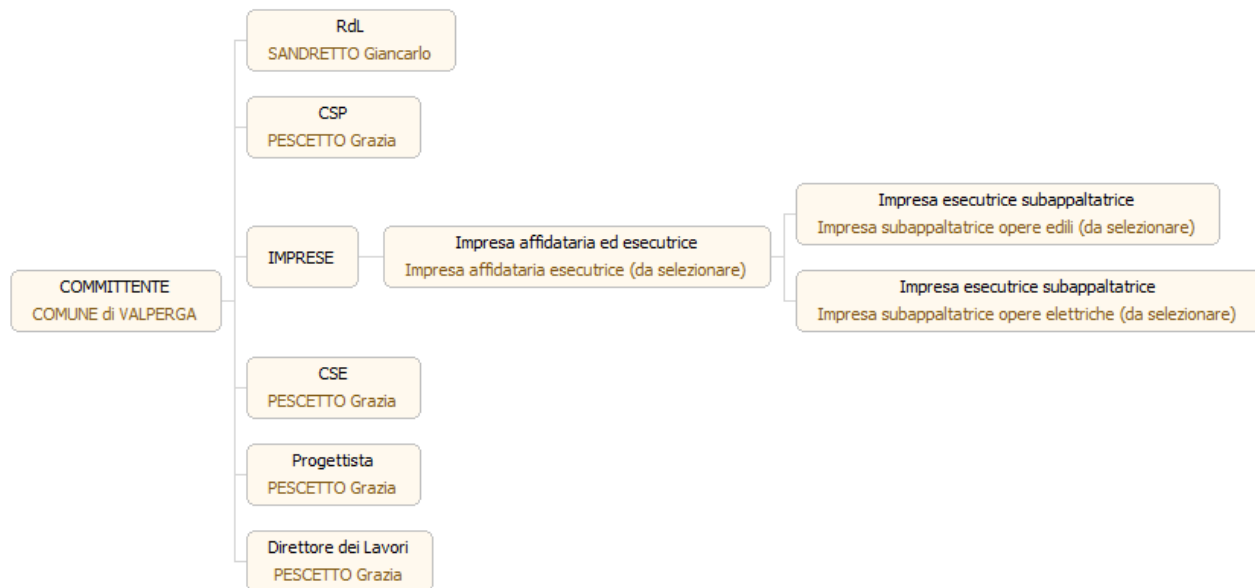 RdL
SANDRETTO Giancarlo
CSP
PESCETTO Grazia
Impresa esecutrice subappaltatrice
Impresa subappaltatrice opere edili (da selezionare)
IMPRESE
Impresa affidataria ed esecutrice
Impresa affidataria esecutrice (da selezionare)
COMMITTENTE
COMUNE di VALPERGA
Impresa esecutrice subappaltatrice
Impresa subappaltatrice opere elettriche (da selezionare)
CSE
PESCETTO Grazia
Progettista
PESCETTO Grazia
Direttore dei Lavori
PESCETTO Grazia